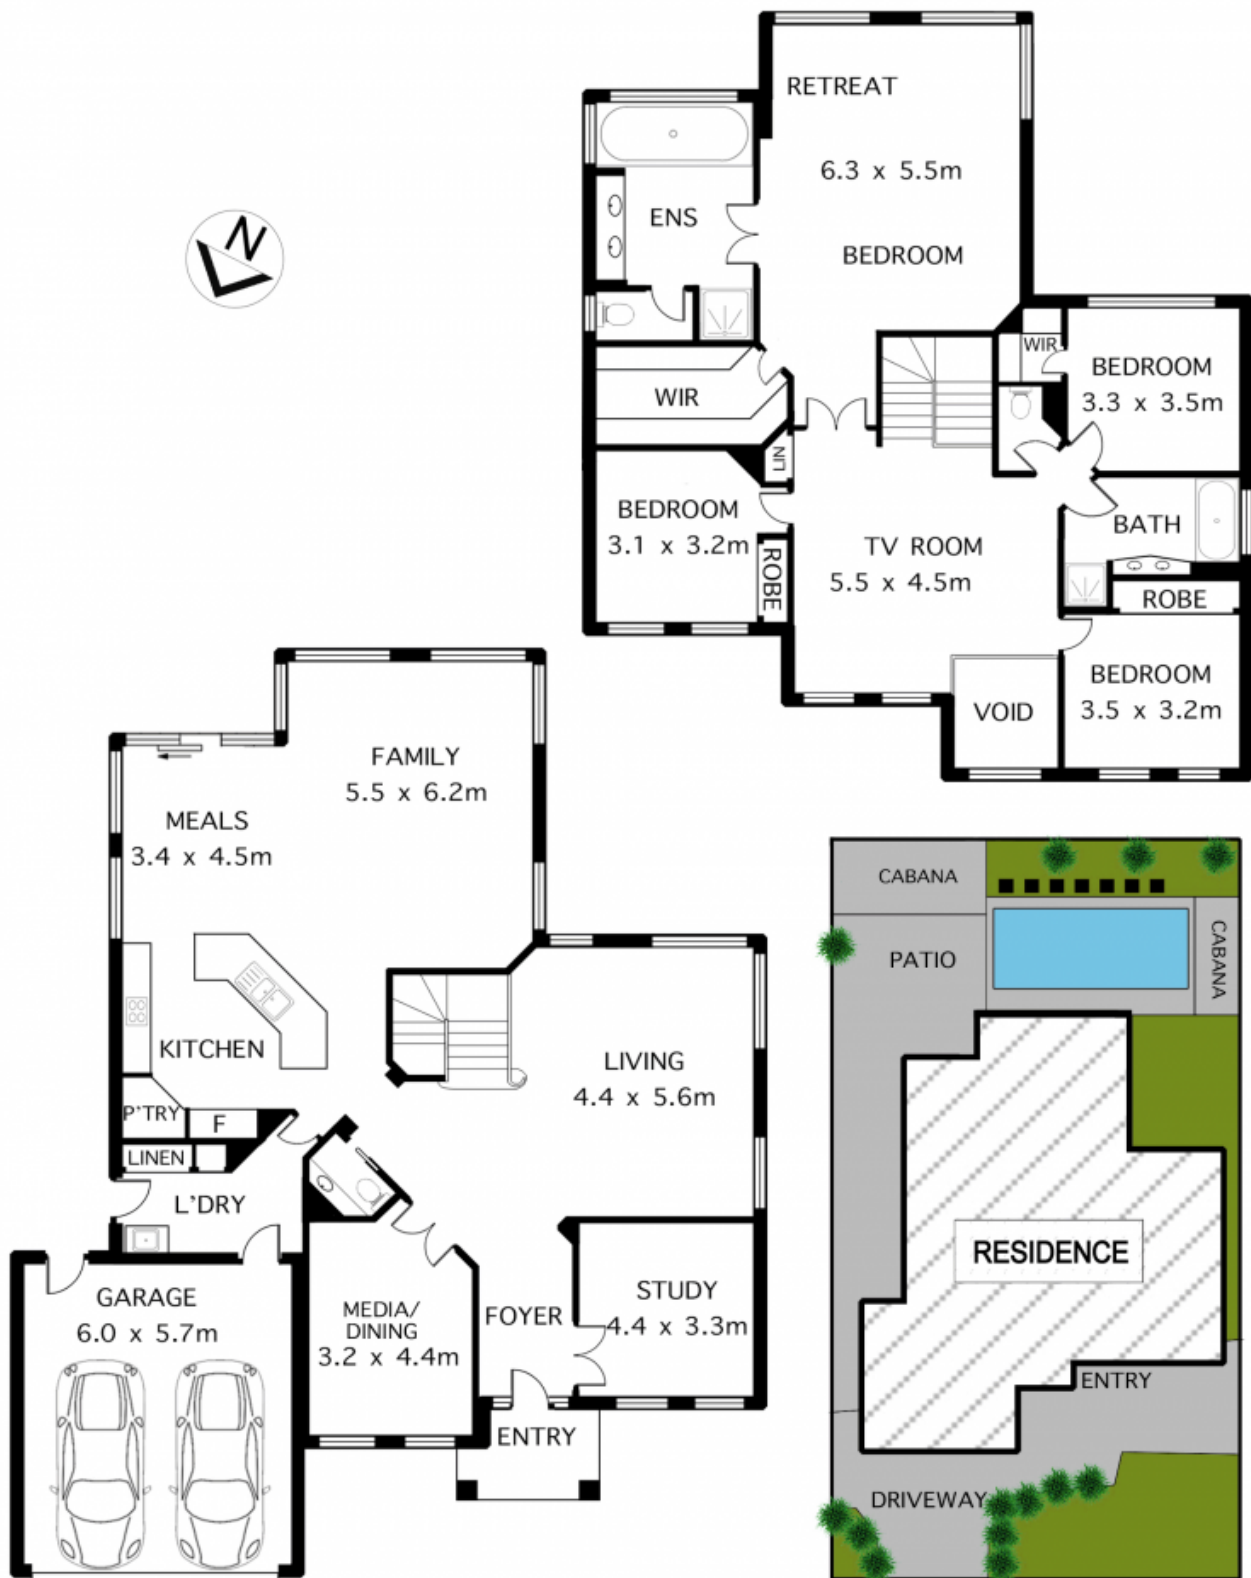 RETREAT
6.3 x 5.5m
BEDROOM
ENS
N
WIR
WIR
BEDROOM
3.3 x 3.5m
LIN
BEDROOM
3.1 x 3.2m
ROBE
TV ROOM
5.5 x 4.5m
BATH
ROBE
BEDROOM
3.5 x 3.2m
VOID
FAMILY
5.5 x 6.2m
MEALS
3.4 x 4.5m
KITCHEN
P'TRY
F
LINEN
L'DRY
LIVING
4.4 x 5.6m
GARAGE
6.0 x 5.7m
MEDIA/
DINING
3.2 x 4.4m
FOYER
STUDY
4.4 x 3.3m
ENTRY
CABANA
PATIO
CABANA
RESIDENCE
ENTRY
DRIVEWAY